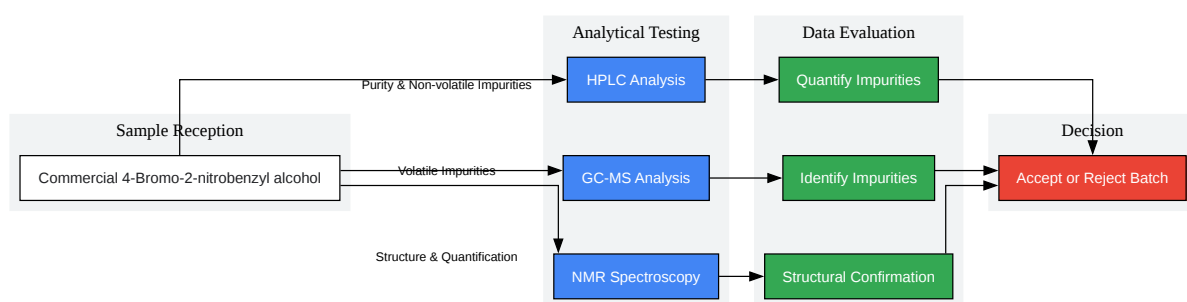 Analytical Testing
Data Evaluation
HPLC Analysis
Quantify Impurities
Purity & Non-volatile Impurities
Sample Reception
Decision
Commercial 4-Bromo-2-nitrobenzyl alcohol
Volatile Impurities
GC-MS Analysis
Identify Impurities
Accept or Reject Batch
Structure & Quantification
NMR Spectroscopy
Structural Confirmation